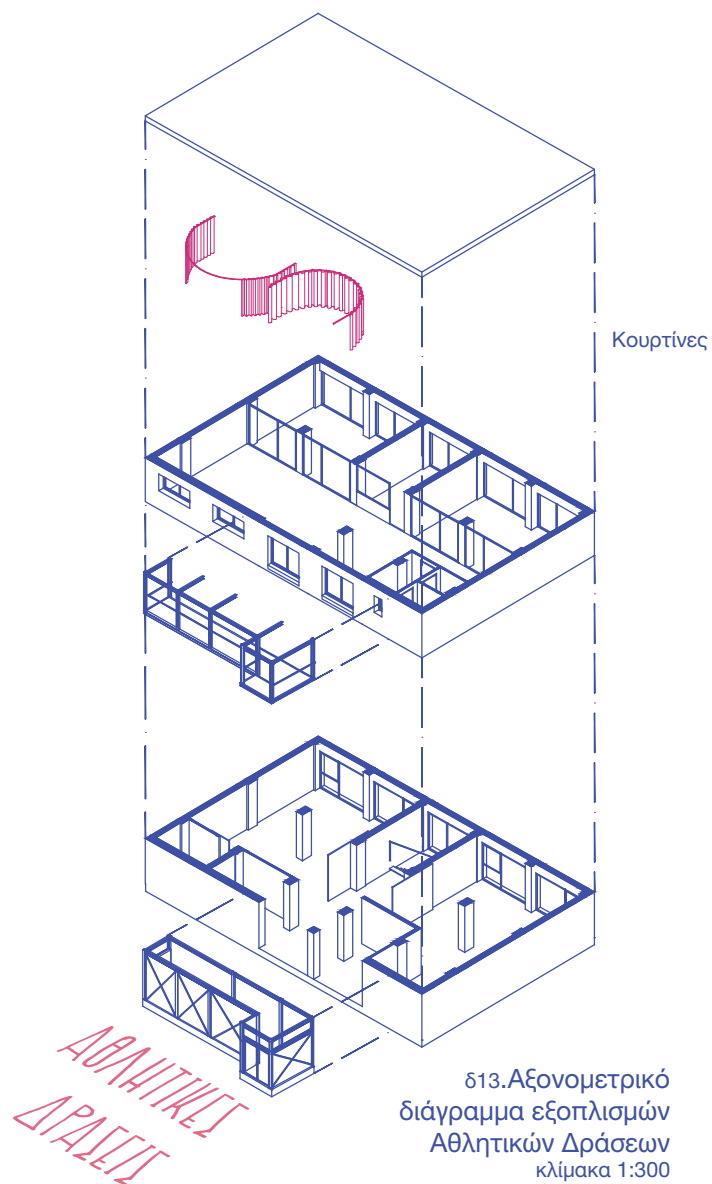 Κουρτίνες
ΑΘΛΗΤΙΚΕΣ
ΔΡΑΣΕΙΣ
δ13.Αξονομετρικό
διάγραμμα εξοπλισμών
Αθλητικών Δράσεων
κλίμακα 1:300